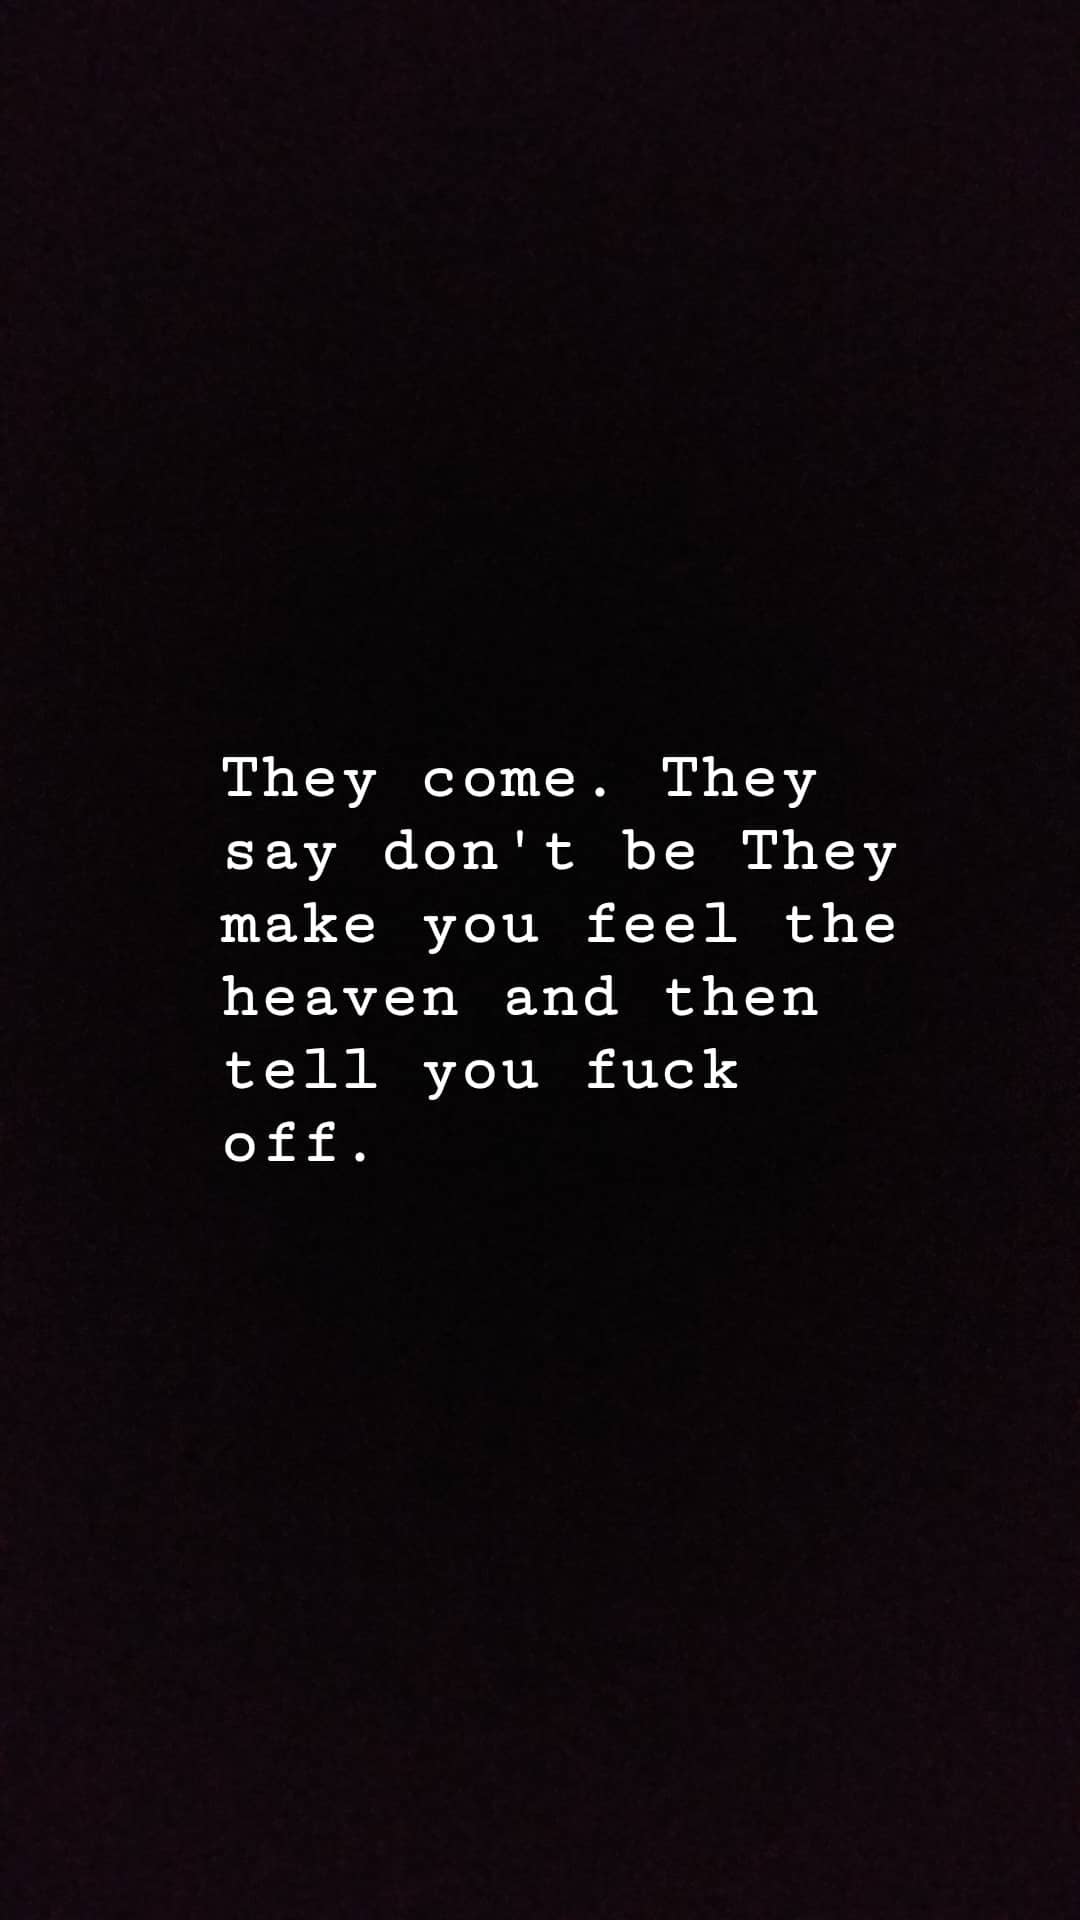 They come. They
say don't be They
make you feel the
heaven and then
tell you fuck
off.